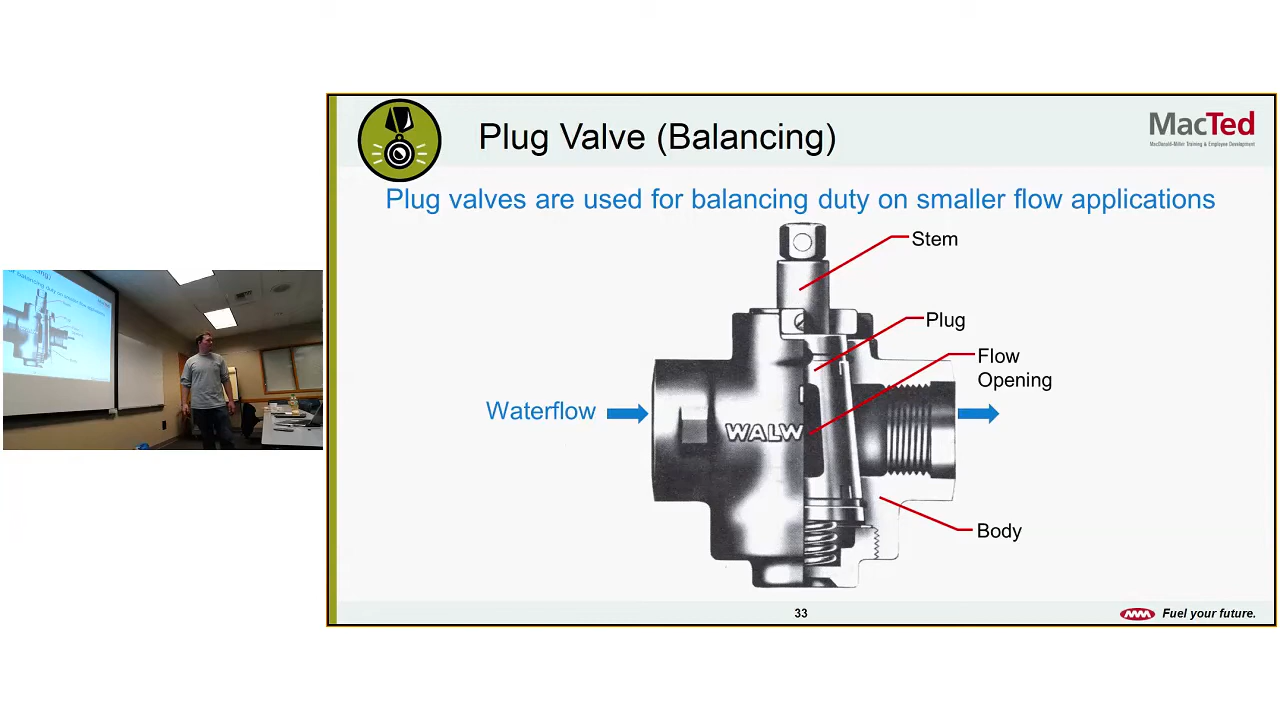 Plug Valve (Balancing)
MacTed
MacDonald-Miller Training & Employee Development
Plug valves are used for balancing duty on smaller flow applications
Stem
Plug
Flow
Opening
Waterflow
WALW
Body
33
Fuel your future.